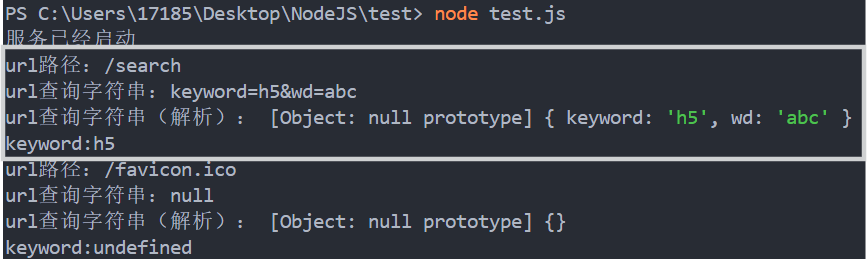 PS C:\Users\17185\Desktop\NodeJS\test> node test.js
服务已经启动
url路径：/search
url查询字符串：keyword=h5&wd=abc
url查询字符串（解析）： [Object: null prototype] { keyword: 'h5', wd: 'abc' }
keyword:h5
url路径：/favicon.ico
url查询字符串：null
url查询字符串（解析）： [Object: null prototype] {}
keyword:undefined